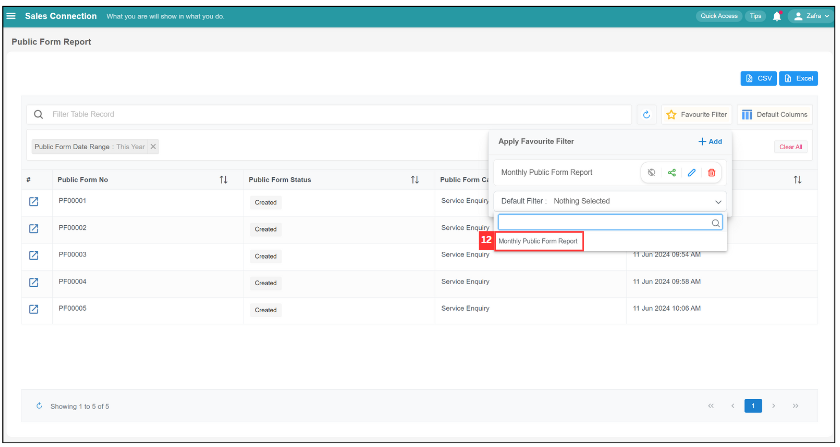 Sales Connection What you are will show in what you do. Quick Access Tips Zafra
Public Form Report
CSV Excel
Filter Table Record Favourite Filter Default Columns
Public Form Date Range : This Year Clear All
Apply Favourite Filter + Add
Monthly Public Form Report
Default Filter Nothing Selected
12 Monthly Public Form Report
# Public Form No Public Form Status Public Form Ca
PF00001 Created Service Enquiry
PF00002 Created Service Enquiry
PF00003 Created Service Enquiry 11 Jun 2024 09:54 AM
PF00004 Created Service Enquiry 11 Jun 2024 09:58 AM
PF00005 Created Service Enquiry 11 Jun 2024 10:06 AM
Showing 1 to 5 of 5 « ‹ 1 › »